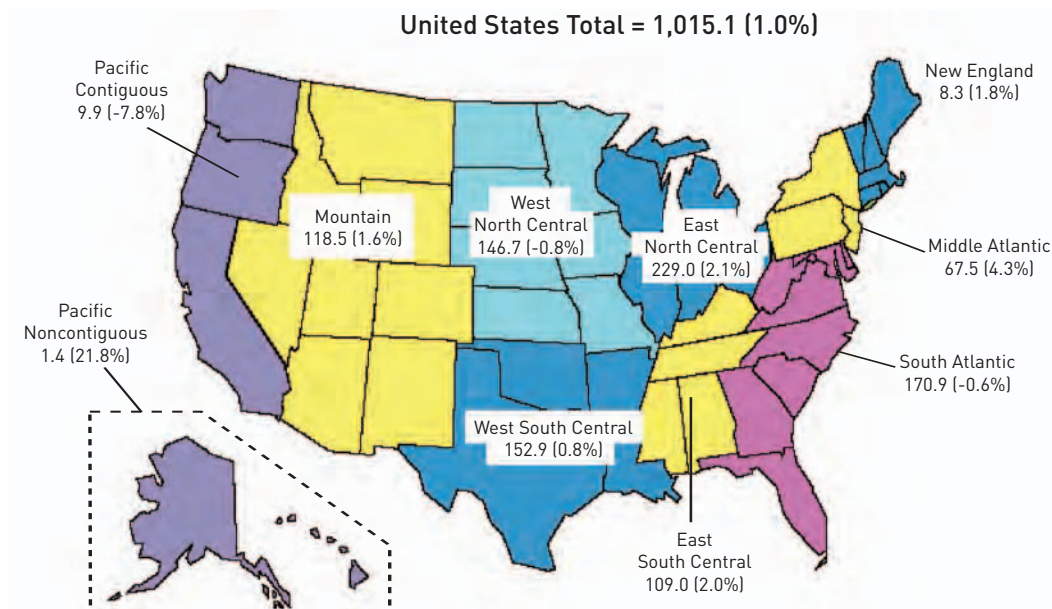 United States Total = 1,015.1 (1.0%)
Pacific
Contiguous
9.9 (-7.8%)
New England
8.3 (1.8%)
Mountain
118.5 (1.6%)
West
North Central
146.7 (-0.8%)
East
North Central
229.0 (2.1%)
Middle Atlantic
67.5 (4.3%)
Pacific
Noncontiguous
1.4 (21.8%)
South Atlantic
170.9 (-0.6%)
West South Central
152.9 (0.8%)
East
South Central
109.0 (2.0%)